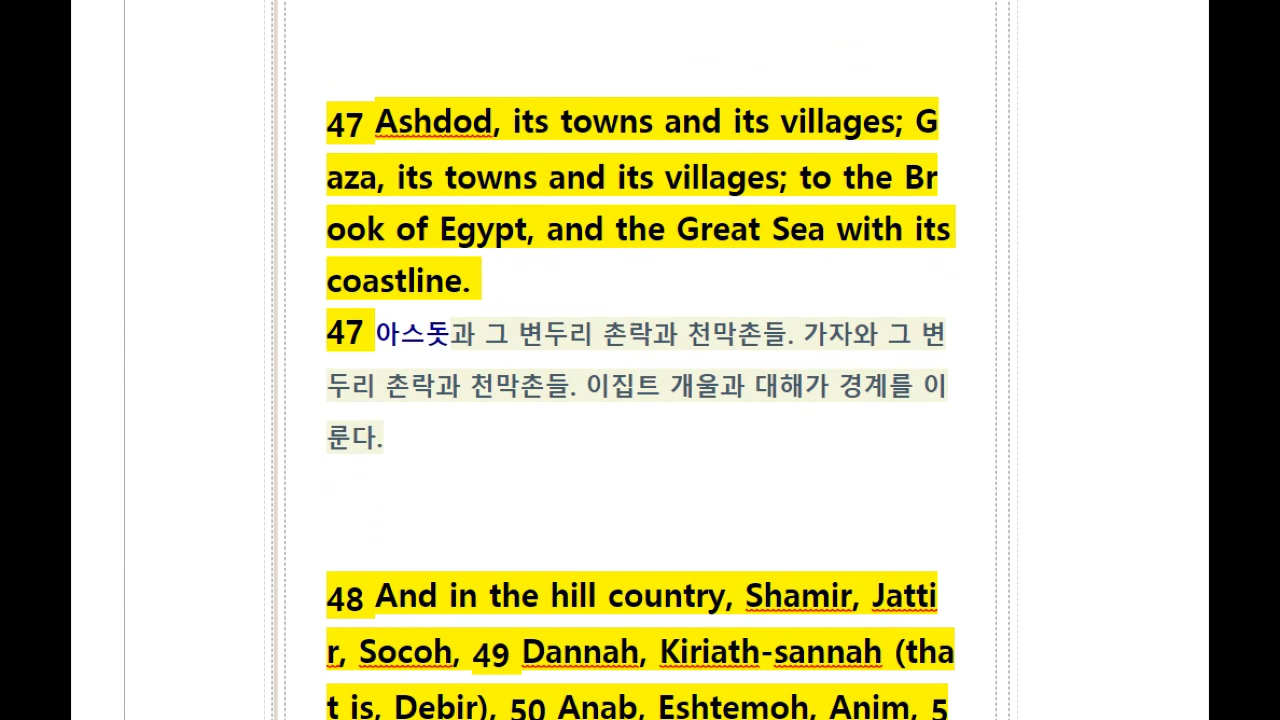 47 Ashdod, its towns and its villages; G
aza, its towns and its villages; to the Br
ook of Egypt, and the Great Sea with its
coastline.
47 아스돗과 그 변두리 촌락과 천막촌들. 가자와 그 변
두리 촌락과 천막촌들. 이집트 개울과 대해가 경계를 이
룬다.
48 And in the hill country, Shamir, Jatti
r, Socoh, 49 Dannah, Kiriath-sannah (tha
t is, Debir), 50 Anab, Eshtemoh, Anim, 5